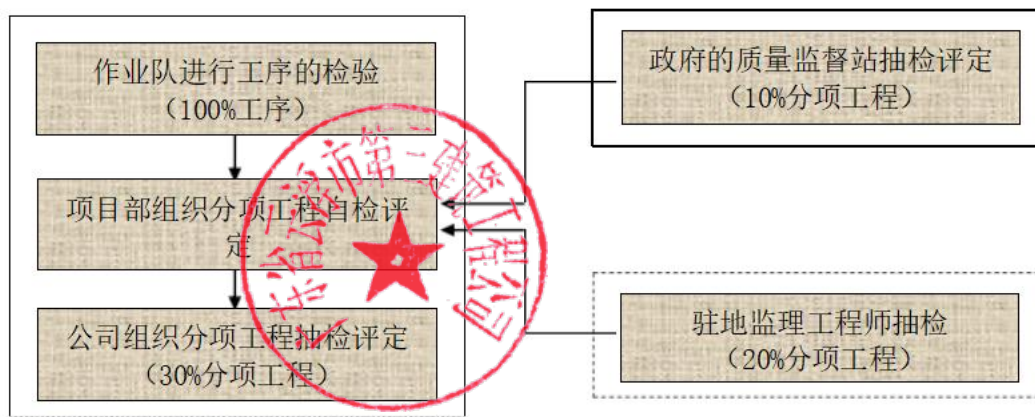 作业队进行工序的检验
（100%工序）
项目部组织分项工程自检评
定
公司组织分项工程抽检评定
（30%分项工程）
政府的质量监督站抽检评定
（10%分项工程）
驻地监理工程师抽检
（20%分项工程）